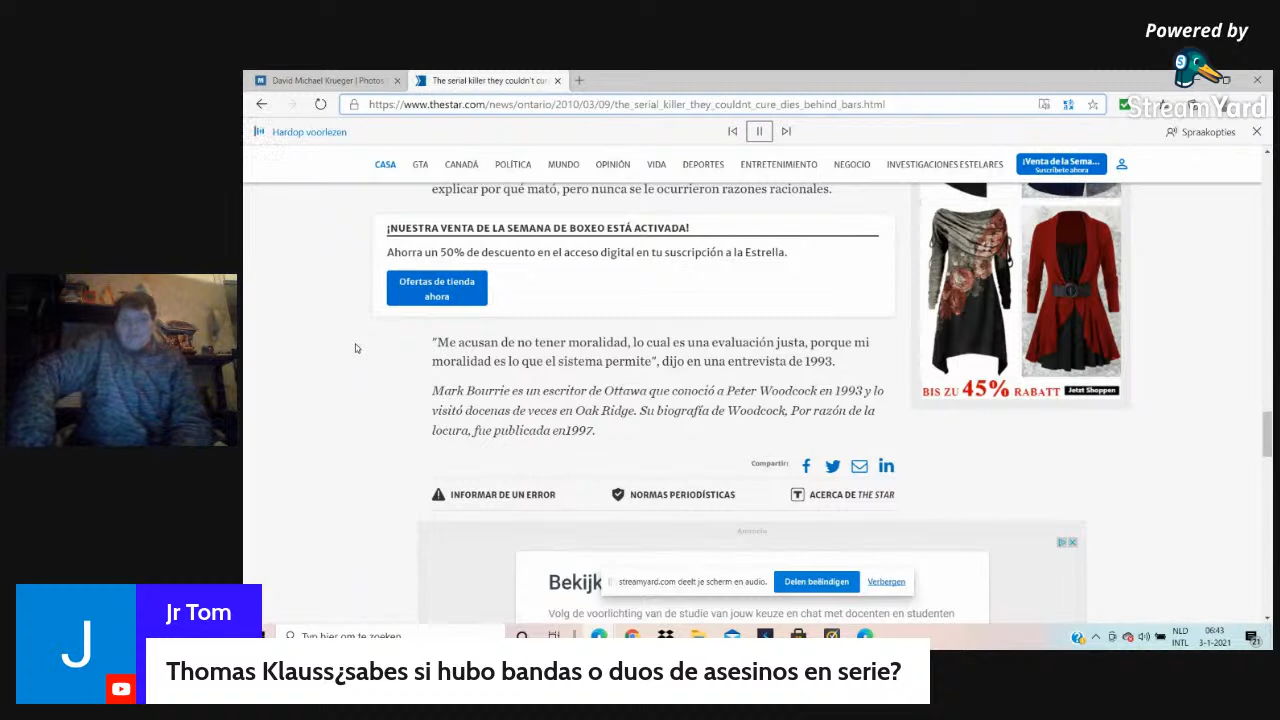 Powered by
StreamYard
David Michael Krueger | Photos
The serial killer they couldn't cur
https://www.thestar.com/news/ontario/2010/03/09/the_serial_killer_they_couldnt_cure_dies_behind_bars.html
Hardop voorlezen
Spraakopties
CASA GTA CANADÁ POLÍTICA MUNDO OPINIÓN VIDA DEPORTES ENTRETENIMIENTO NEGOCIO INVESTIGACIONES ESTELARES
¡Venta de la Sema...
Suscríbete ahora
explicar por qué mató, pero nunca se le ocurrieron razones racionales.
¡NUESTRA VENTA DE LA SEMANA DE BOXEO ESTÁ ACTIVADA!
Ahorra un 50% de descuento en el acceso digital en tu suscripción a la Estrella.
Ofertas de tienda
ahora
"Me acusan de no tener moralidad, lo cual es una evaluación justa, porque mi
moralidad es lo que el sistema permite", dijo en una entrevista de 1993.
Mark Bourrie es un escritor de Ottawa que conoció a Peter Woodcock en 1993 y lo
visitó docenas de veces en Oak Ridge. Su biografía de Woodcock, Por razón de la
locura, fue publicada en1997.
BIS ZU 45% RABATT Jetzt Shoppen
Compartir:
INFORMAR DE UN ERROR NORMAS PERIODÍSTICAS ACERCA DE THE STAR
Anuncio
Bekijk
streamyard.com deelt je scherm en audio. Delen beëindigen Verbergen
Volg de voorlichting van de studie van jouw keuze en chat met docenten en studenten
Typ hier om te zoeken
NLD
INTL
06:43
3-1-2021
21
J
Jr Tom
Thomas Klauss¿sabes si hubo bandas o duos de asesinos en serie?